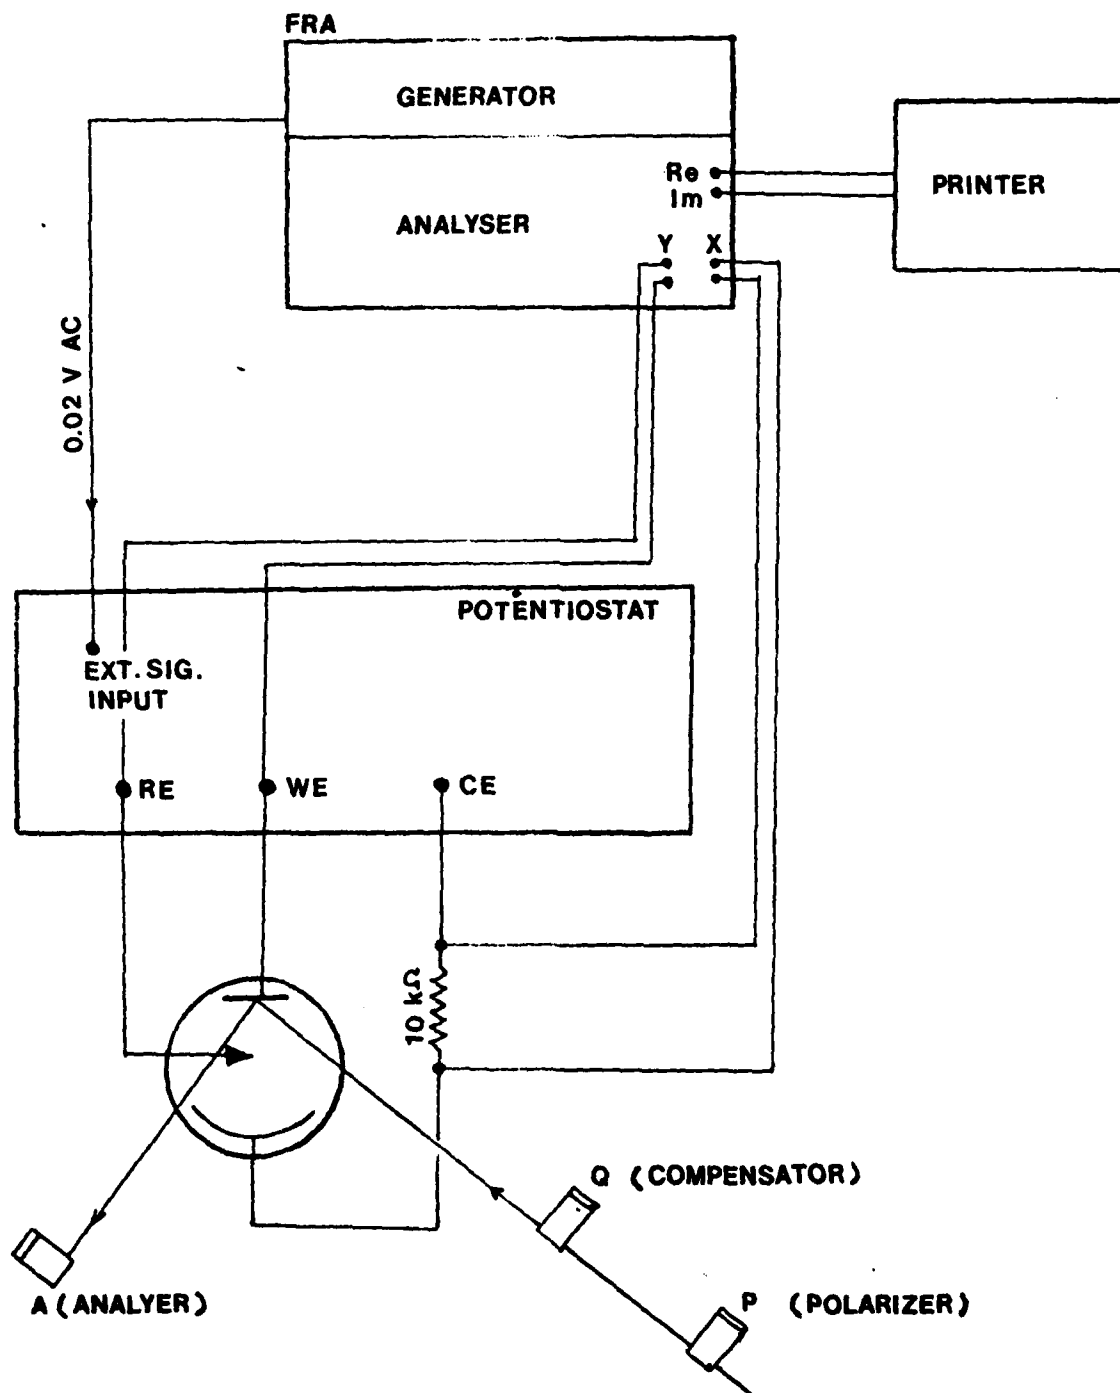 FRA
GENERATOR
ANALYSER
Re
Im
Y X
PRINTER
0.02 V AC
POTENTIOSTAT
EXT. SIG.
INPUT
RE
WE
CE
10 kΩ
Q (COMPENSATOR)
A (ANALYER)
P (POLARIZER)